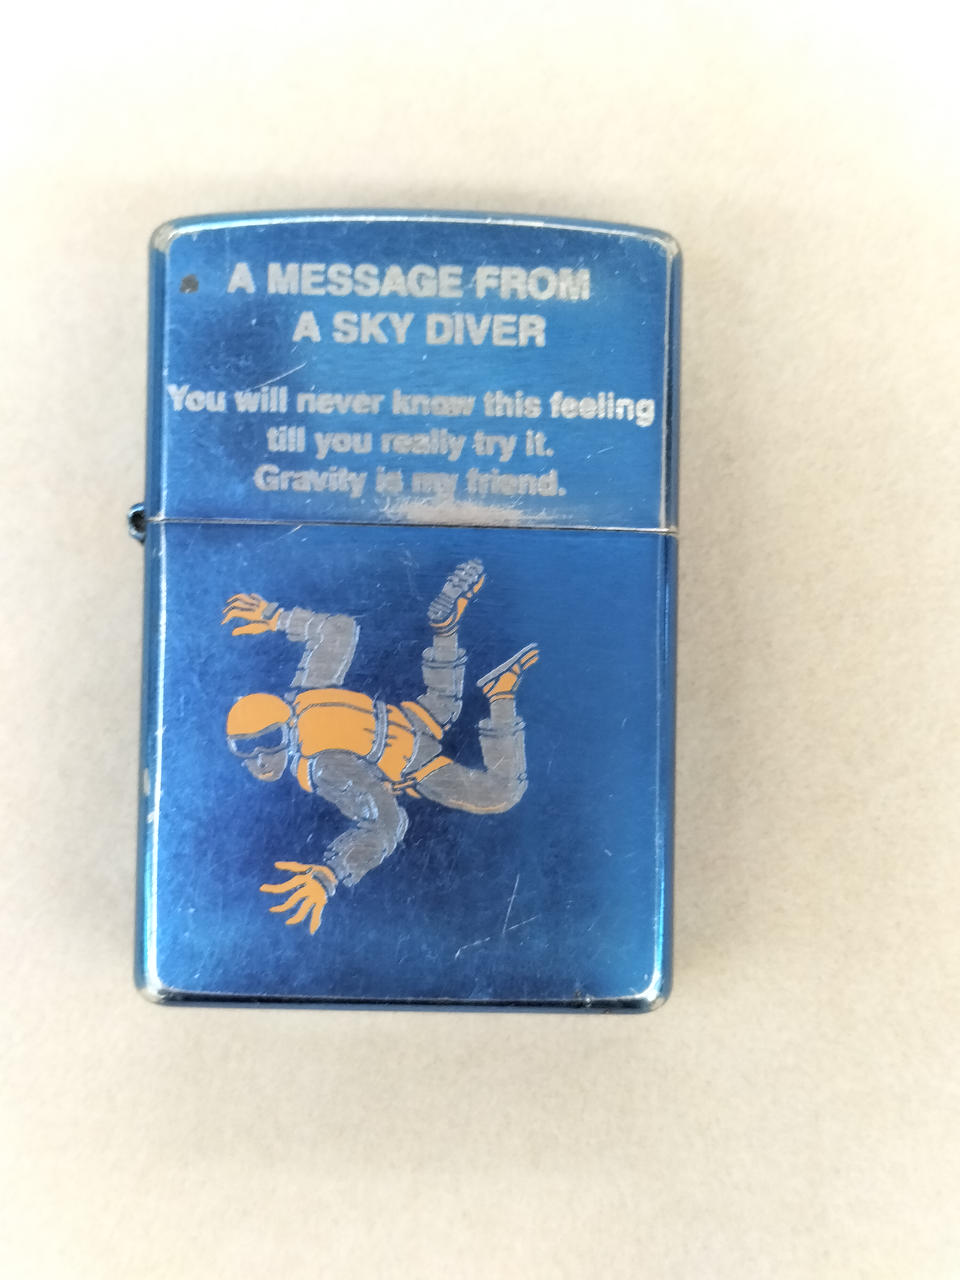 A MESSAGE FROM
A SKY DIVER
You will never know this feeling
till you really try it.
Gravity is my friend.